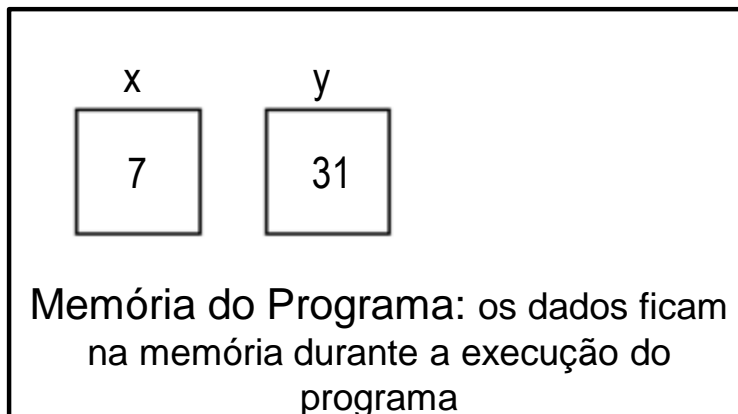 x y
7 31
Memória do Programa: os dados ficam
na memória durante a execução do
programa